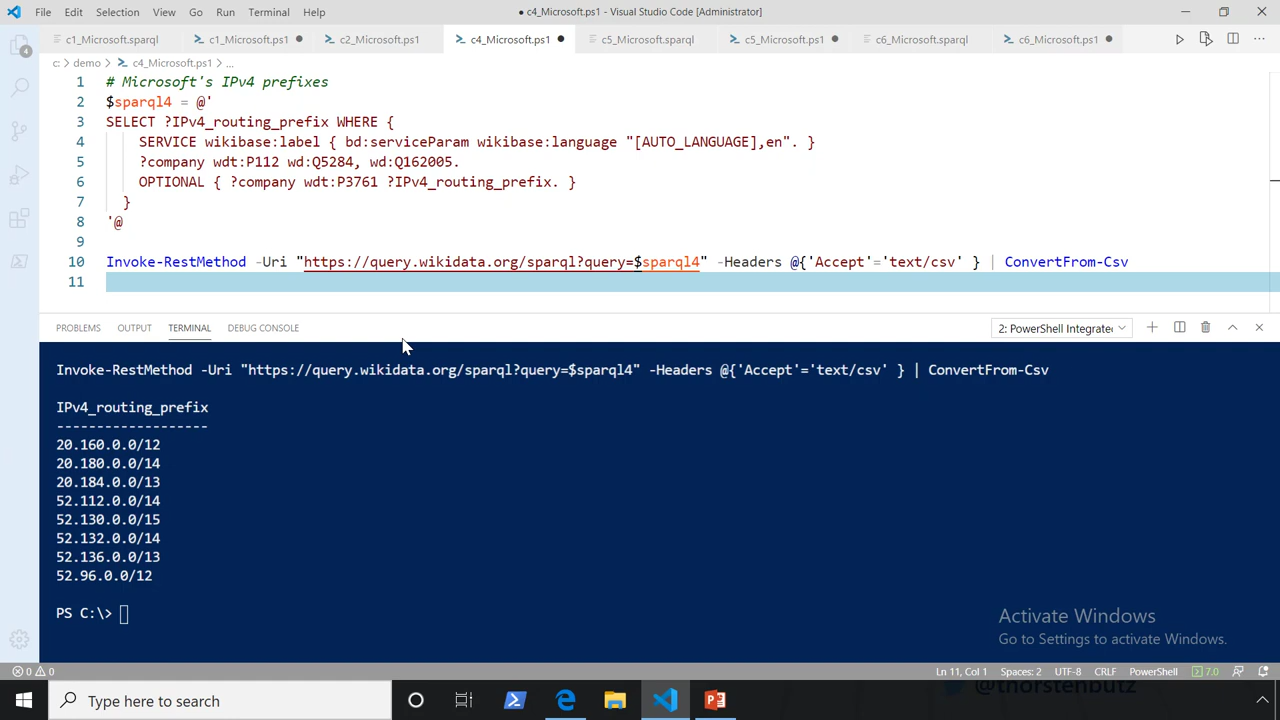 File Edit Selection View Go Run Terminal Help
● c4_Microsoft.ps1 - Visual Studio Code [Administrator]
c1_Microsoft.sparql c1_Microsoft.ps1 c2_Microsoft.ps1 c4_Microsoft.ps1 c5_Microsoft.sparql c5_Microsoft.ps1 c6_Microsoft.sparql c6_Microsoft.ps1
4
c: > demo > c4_Microsoft.ps1 > ...
1 # Microsoft's IPv4 prefixes
2 $sparql4 = @'
3 SELECT ?IPv4_routing_prefix WHERE {
4 SERVICE wikibase:label { bd:serviceParam wikibase:language "[AUTO_LANGUAGE],en". }
5 ?company wdt:P112 wd:Q5284, wd:Q162005.
6 OPTIONAL { ?company wdt:P3761 ?IPv4_routing_prefix. }
7 }
8 '@
9
10 Invoke-RestMethod -Uri "https://query.wikidata.org/sparql?query=$sparql4" -Headers @{'Accept'='text/csv' } | ConvertFrom-Csv
11
PROBLEMS OUTPUT TERMINAL DEBUG CONSOLE
2: PowerShell Integrate
Invoke-RestMethod -Uri "https://query.wikidata.org/sparql?query=$sparql4" -Headers @{'Accept'='text/csv' } | ConvertFrom-Csv
IPv4_routing_prefix
-------------------
20.160.0.0/12
20.180.0.0/14
20.184.0.0/13
52.112.0.0/14
52.130.0.0/15
52.132.0.0/14
52.136.0.0/13
52.96.0.0/12
PS C:\>
Activate Windows
Go to Settings to activate Windows.
0 0
Ln 11, Col 1 Spaces: 2 UTF-8 CRLF PowerShell 7.0
@thorstenbutz
Type here to search